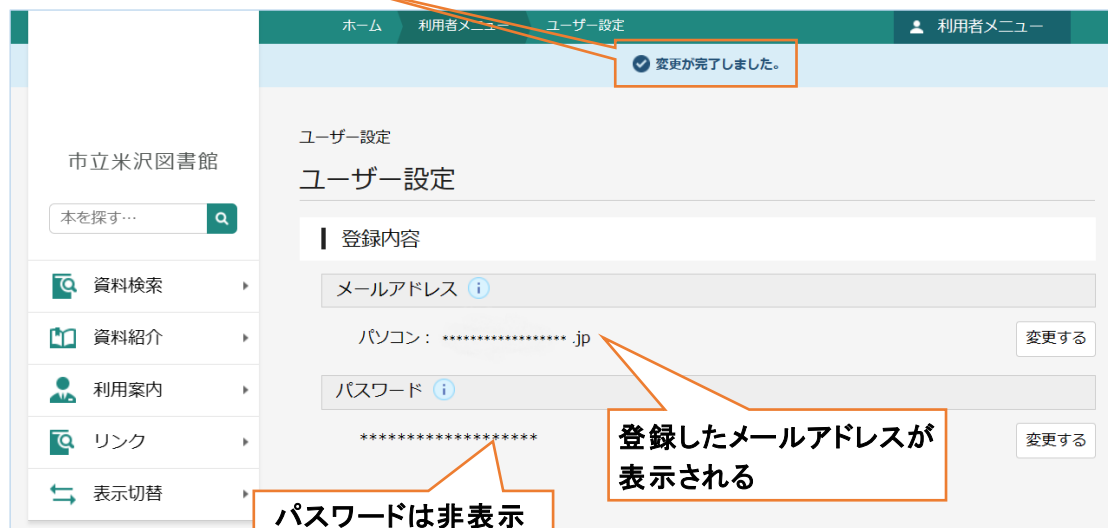 ホーム 利用者メニュー ユーザー設定 利用者メニュー
変更が完了しました。
市立米沢図書館
本を探す…
資料検索
資料紹介
利用案内
リンク
表示切替
ユーザー設定
ユーザー設定
登録内容
メールアドレス i
パソコン： ****************** .jp 変更する
パスワード i
******************* 変更する
登録したメールアドレスが
表示される
パスワードは非表示